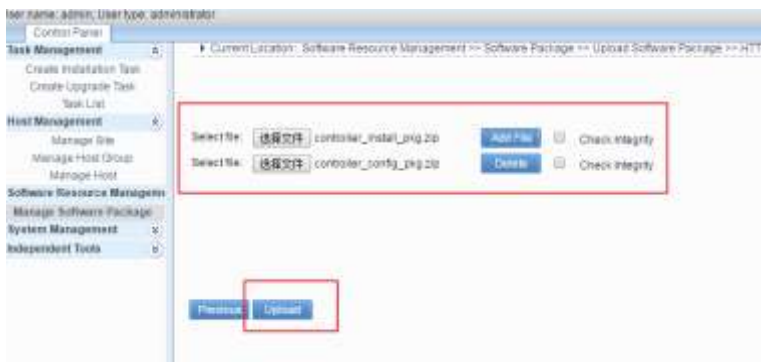 User name: admin, User type: administrator
Control Panel
Task Management
Create Installation Task
Create Upgrade Task
Task List
Host Management
Manage Site
Manage Host Group
Manage Host
Software Resource Manageme
Manage Software Package
System Management
Independent Tools
Current Location: Software Resource Management >> Software Package >> Upload Software Package >> HTT
Select file: 选择文件 controller_install_pkg.zip Add File Check Integrity
Select file: 选择文件 controller_config_pkg.zip Delete Check Integrity
Previous Upload